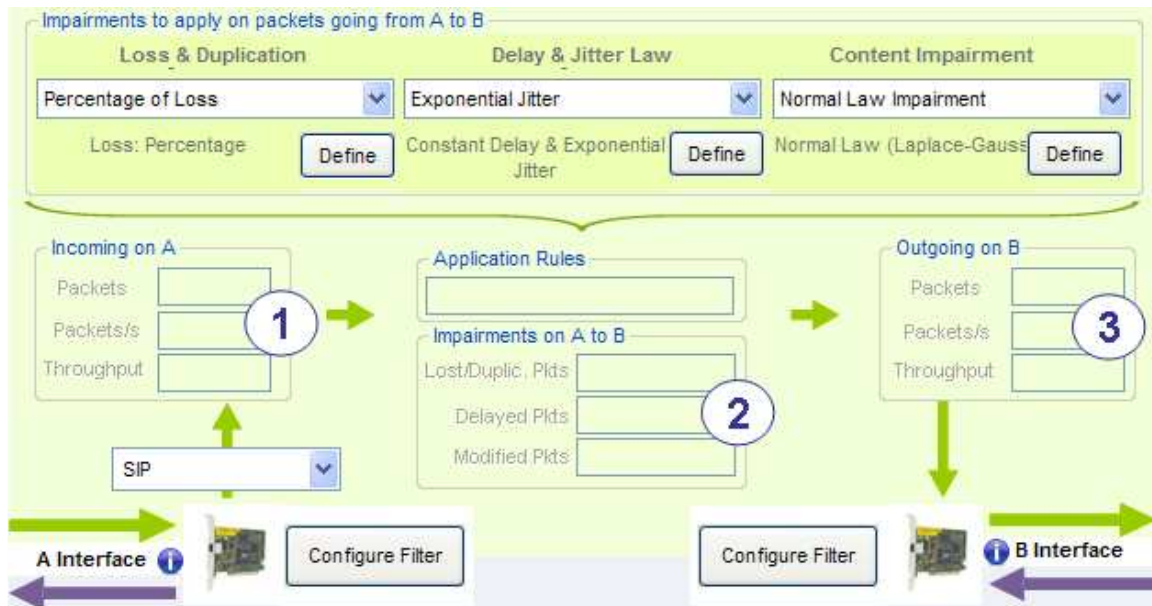 Impairments to apply on packets going from A to B
Loss & Duplication
Delay & Jitter Law
Content Impairment
Percentage of Loss
Exponential Jitter
Normal Law Impairment
Loss: Percentage
Define
Constant Delay & Exponential
Jitter
Define
Normal Law (Laplace-Gauss
Define
Incoming on A
Packets
Packets/s
Throughput
1
Application Rules
Impairments on A to B
Lost/Duplic. Pkts
Delayed Pkts
Modified Pkts
2
Outgoing on B
Packets
Packets/s
Throughput
3
SIP
A Interface
i
Configure Filter
Configure Filter
i
B Interface